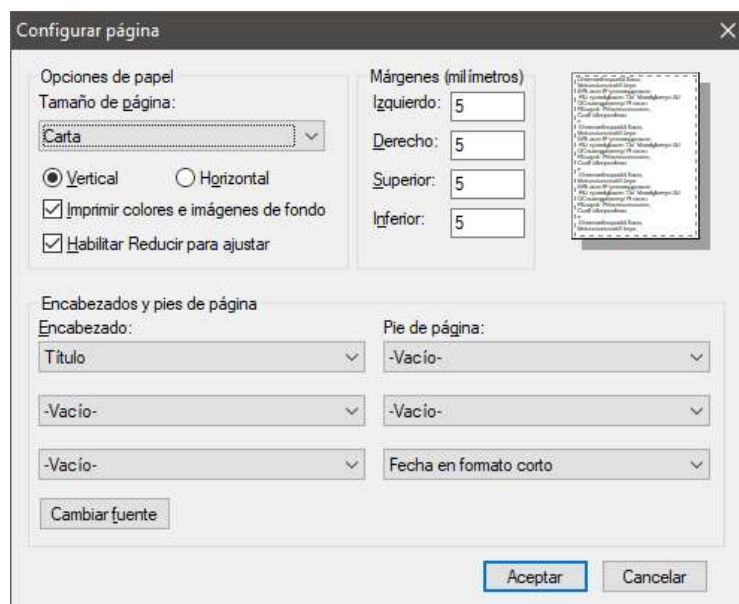 Configurar página
Opciones de papel
Tamaño de página:
Carta
Vertical
Horizontal
Imprimir colores e imágenes de fondo
Habilitar Reducir para ajustar
Márgenes (milímetros)
Izquierdo: 5
Derecho: 5
Superior: 5
Inferior: 5
Encabezados y pies de página
Encabezado:
Pie de página:
Título
-Vacío-
-Vacío-
-Vacío-
-Vacío-
Fecha en formato corto
Cambiar fuente
Aceptar
Cancelar